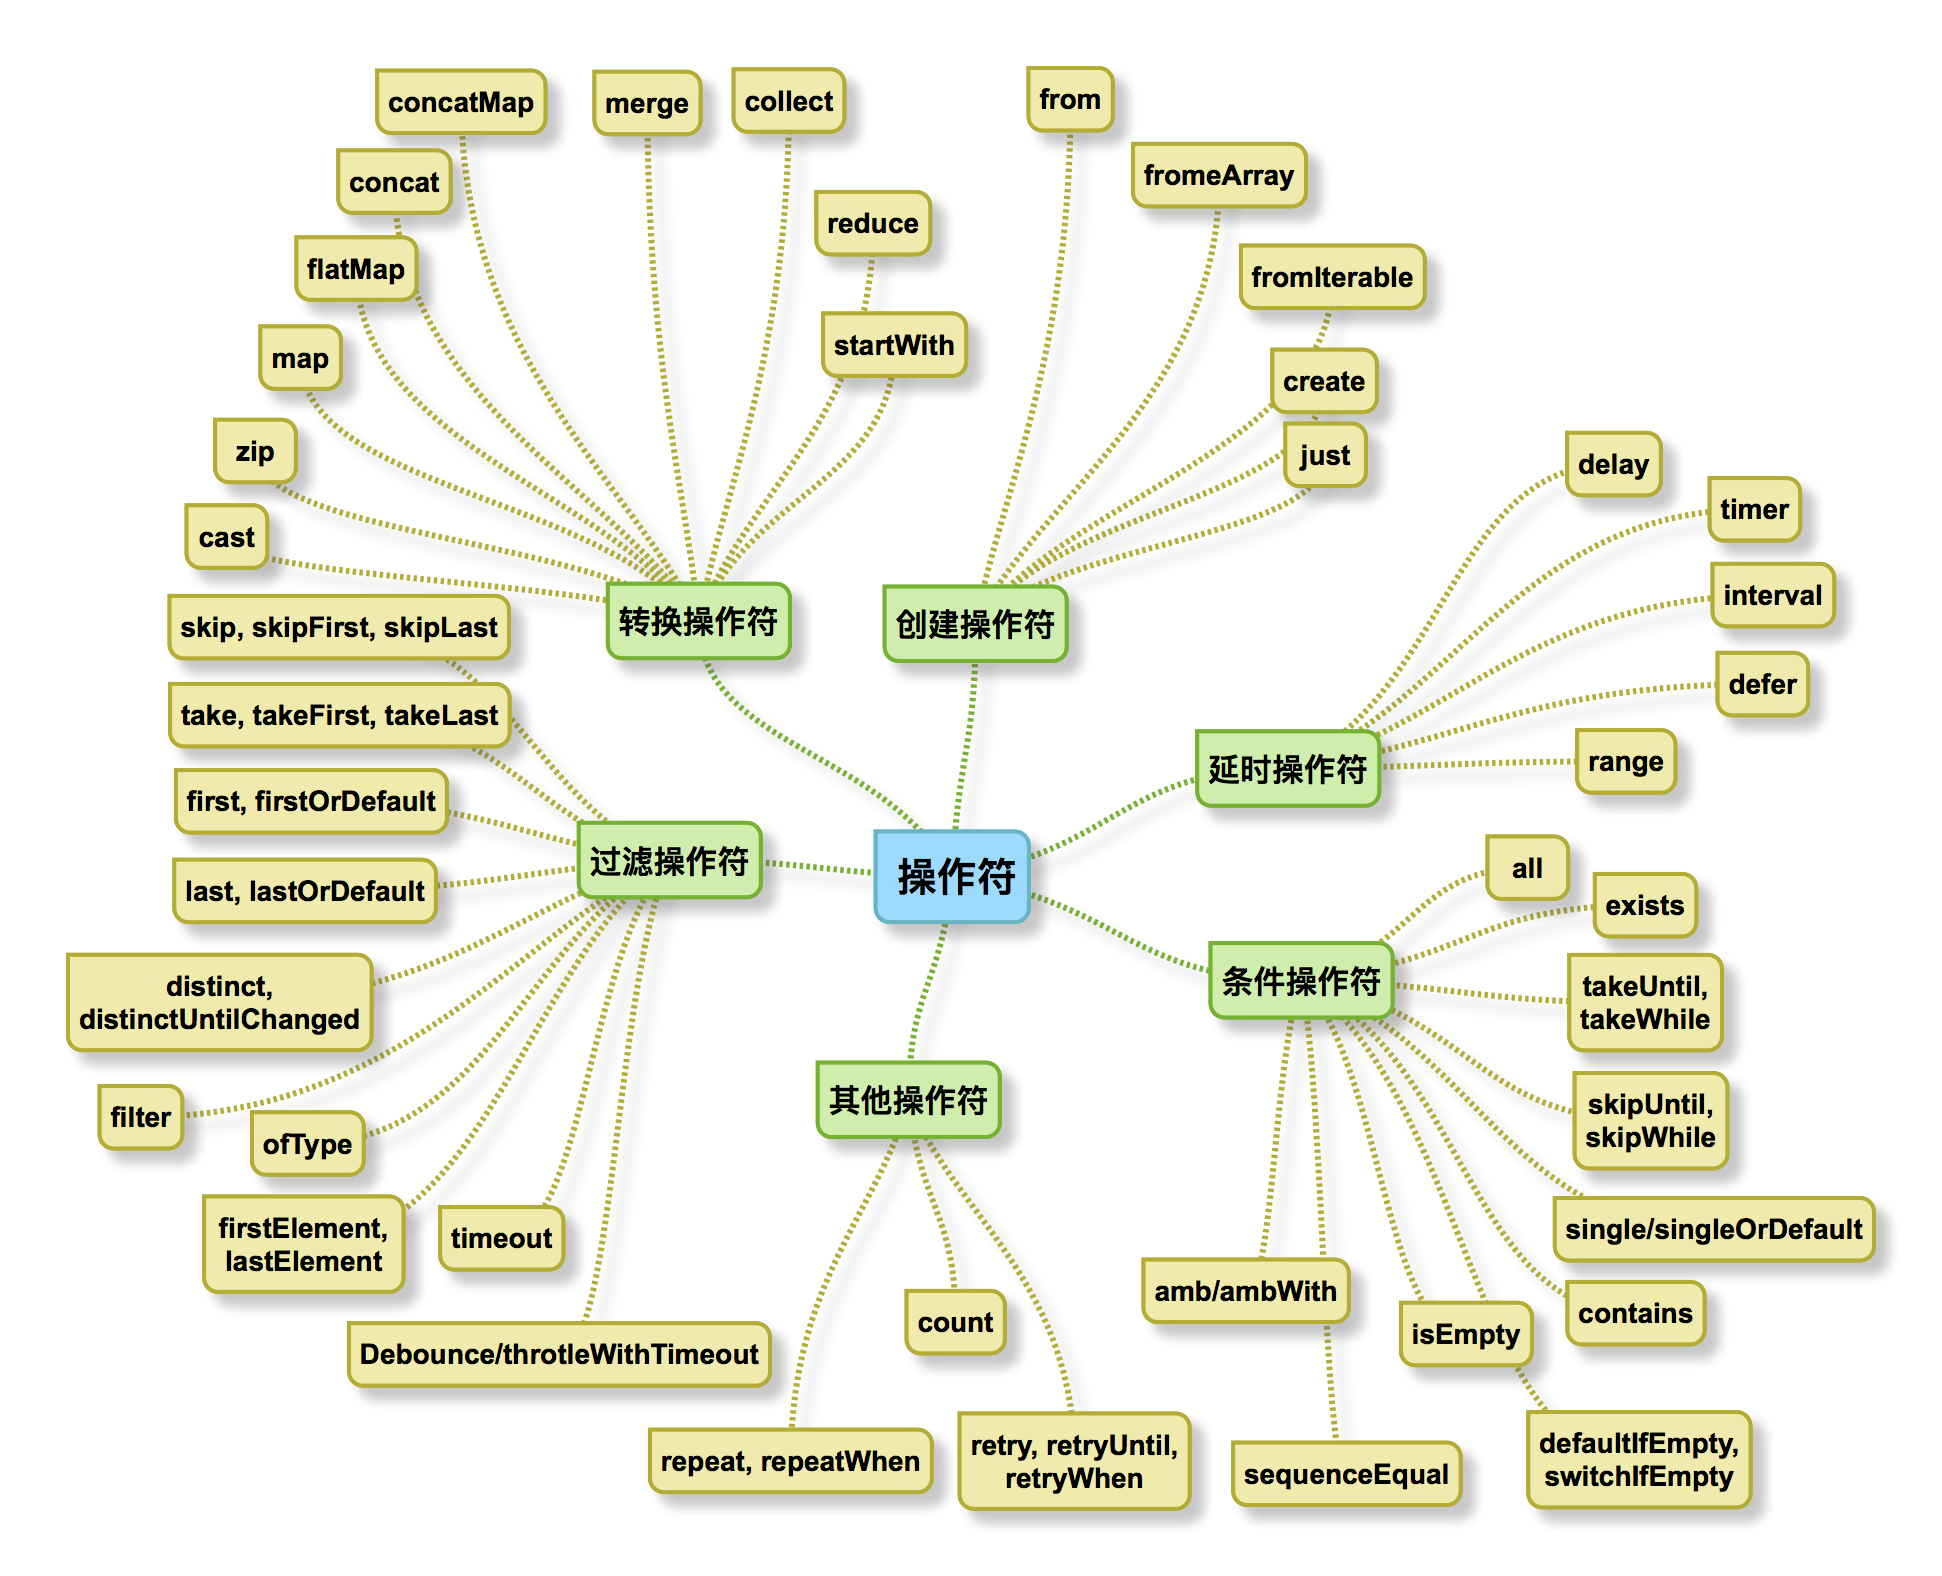 操作符
转换操作符
concatMap
merge
collect
concat
reduce
flatMap
startWith
map
zip
cast
创建操作符
from
fromeArray
fromIterable
create
just
延时操作符
delay
timer
interval
defer
range
过滤操作符
skip, skipFirst, skipLast
take, takeFirst, takeLast
first, firstOrDefault
last, lastOrDefault
distinct,
distinctUntilChanged
filter
ofType
firstElement,
lastElement
timeout
Debounce/throtleWithTimeout
条件操作符
all
exists
takeUntil,
takeWhile
skipUntil,
skipWhile
single/singleOrDefault
contains
amb/ambWith
isEmpty
defaultIfEmpty,
switchIfEmpty
sequenceEqual
其他操作符
count
repeat, repeatWhen
retry, retryUntil,
retryWhen